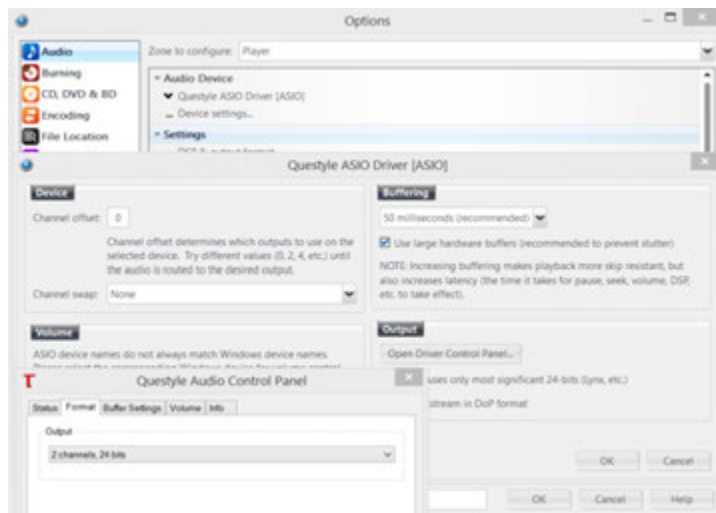 Options
Audio
Burning
CD, DVD & BD
Encoding
File Location
Zone to configure: Player
Audio Device
Questyle ASIO Driver [ASIO]
Device settings...
Settings
Questyle ASIO Driver [ASIO]
Device
Channel offset: 0
Channel offset determines which outputs to use on the
selected device. Try different values (0, 2, 4, etc.) until
the audio is routed to the desired output.
Channel swap: None
Volume
ASIO device names do not always match Windows device names.
Buffering
50 milliseconds (recommended)
Use large hardware buffers (recommended to prevent stutter)
NOTE: Increasing buffering makes playback more skip resistant, but
also increases latency (the time it takes for pause, seek, volume, DSP,
etc. to take effect).
Output
Open Driver Control Panel...
uses only most significant 24-bits (Lynx, etc.)
stream in DoP format
OK Cancel
OK Cancel Help
Questyle Audio Control Panel
Status Format Buffer Settings Volume Info
Output
2 channels, 24 bits